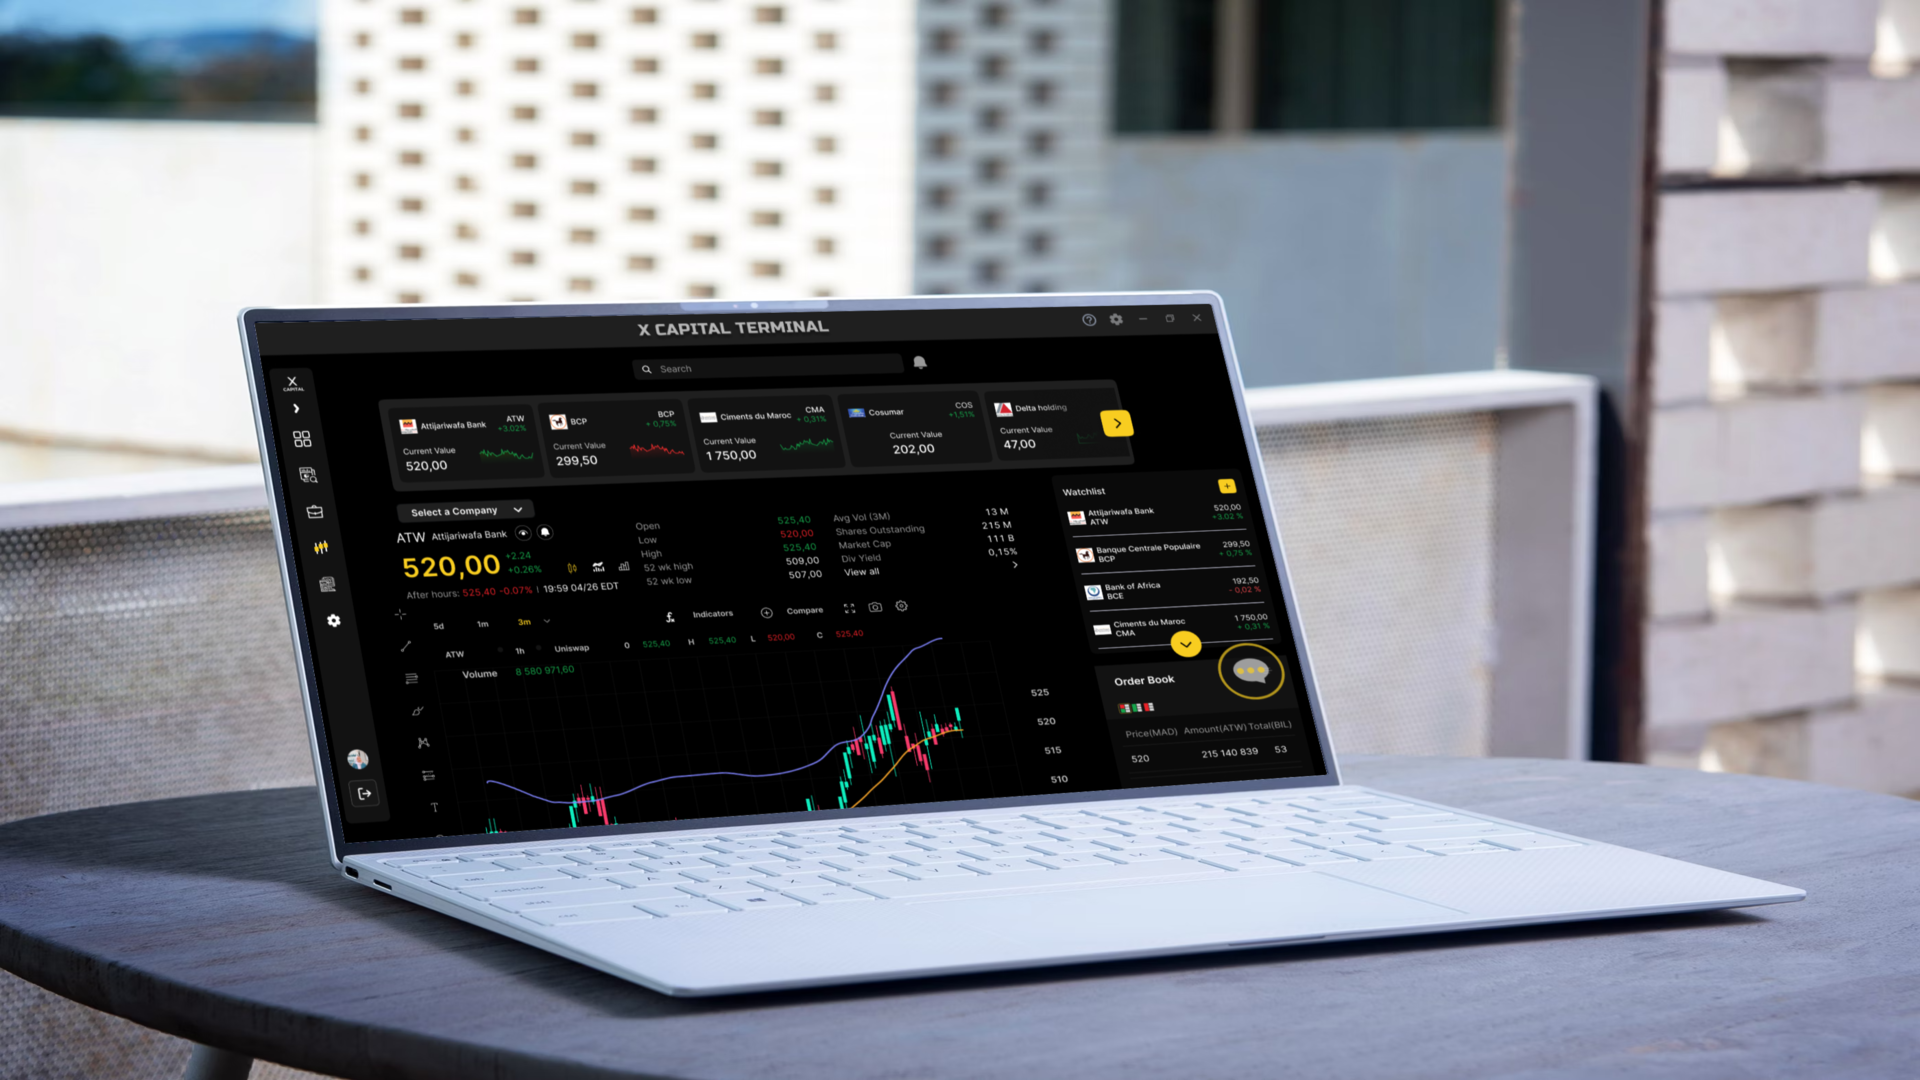 X CAPITAL TERMINAL
Search
X
CAPITAL
Attijariwafa Bank
ATW
+3.02%
Current Value
520,00
BCP
BCP
+ 0,75%
Current Value
299,50
Ciments du Maroc
CMA
+ 0,31%
Current Value
1 750,00
Cosumar
COS
+1,51%
Current Value
202,00
Delta holding
Current Value
47,00
Select a Company
ATW Attijariwafa Bank
520,00
+2.24
+0.26%
After hours: 525,40 -0.07% | 19:59 04/26 EDT
Open 525,40
Low 520,00
High 525,40
52 wk high 509,00
52 wk low 507,00
Avg Vol (3M) 13 M
Shares Outstanding 215 M
Market Cap 111 B
Div Yield 0,15%
View all
Watchlist
Attijariwafa Bank 520,00
ATW +3.02 %
Banque Centrale Populaire 299,50
BCP + 0,75 %
Bank of Africa 192,50
BCE - 0,02 %
Ciments du Maroc 1 750,00
CMA + 0,31 %
5d 1m 3m
Indicators Compare
ATW 1h Uniswap O 525,40 H 525,40 L 520,00 C 525,40
Volume 8 580 971,60
525
520
515
510
T
Order Book
Price(MAD) Amount(ATW) Total(BIL)
520 215 140 839 53